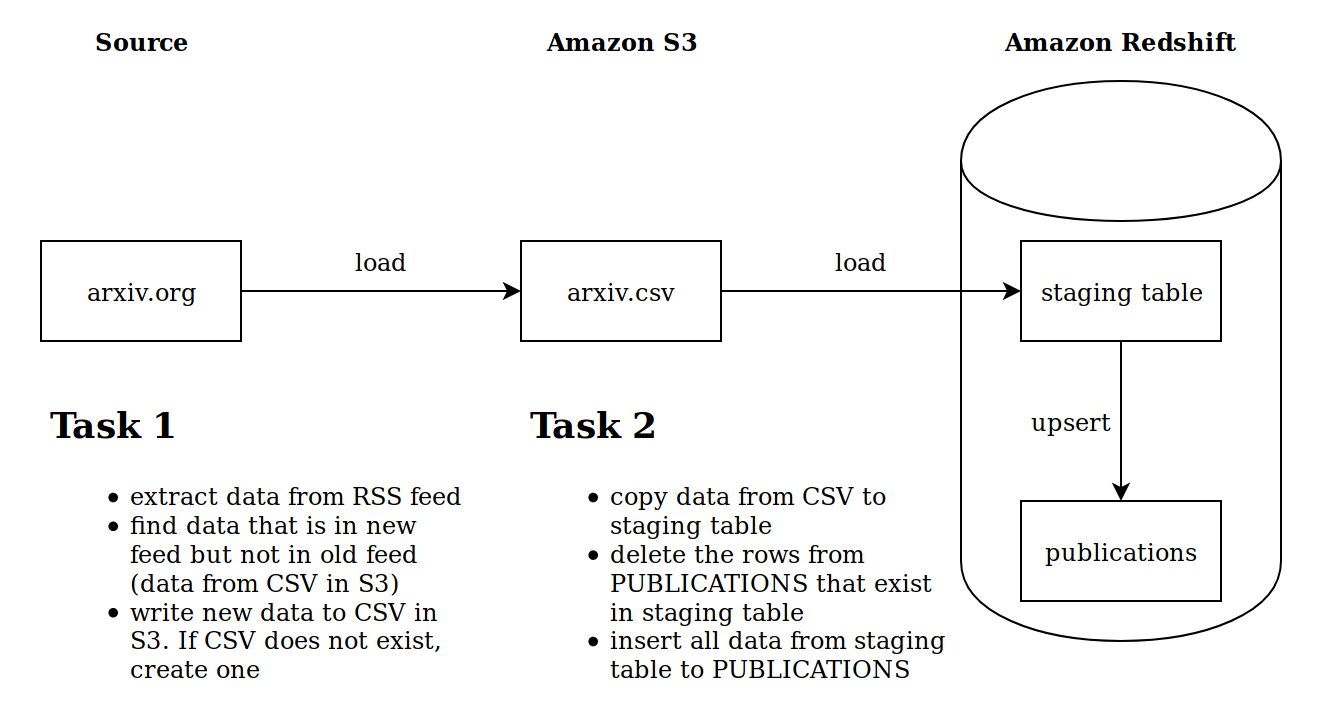 Source
Amazon S3
Amazon Redshift
arxiv.org
load
arxiv.csv
load
staging table
upsert
publications
Task 1
• extract data from RSS feed
• find data that is in new
feed but not in old feed
(data from CSV in S3)
• write new data to CSV in
S3. If CSV does not exist,
create one
Task 2
• copy data from CSV to
staging table
• delete the rows from
PUBLICATIONS that exist
in staging table
• insert all data from staging
table to PUBLICATIONS